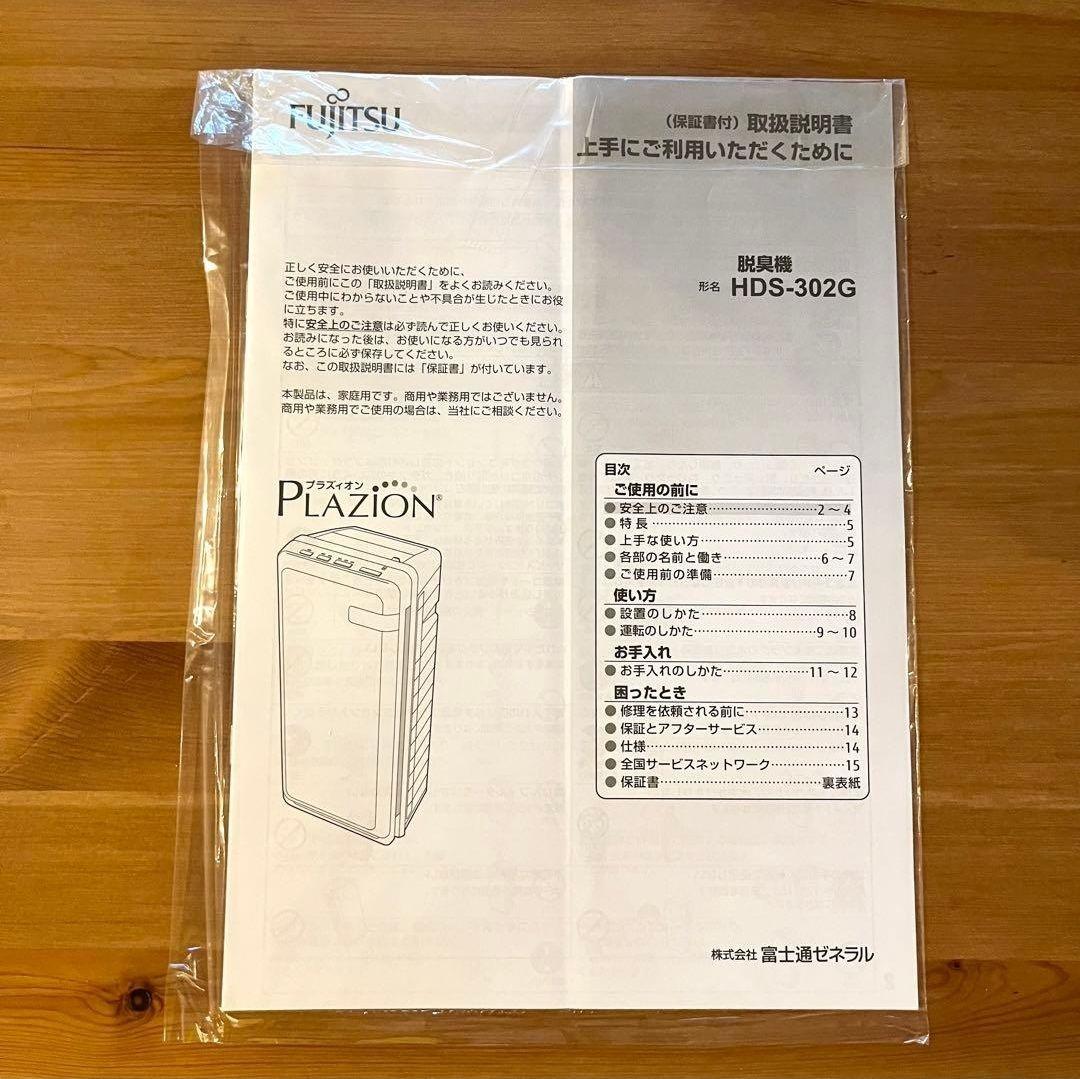 FUJITSU
（保証書付）取扱説明書
上手にご利用いただくために
脱臭機
形名 HDS-302G
正しく安全にお使いいただくために、
ご使用前にこの「取扱説明書」をよくお読みください。
ご使用中にわからないことや不具合が生じたときにお役
に立ちます。
特に安全上のご注意は必ず読んで正しくお使いください。
お読みになった後は、お使いになる方がいつでも見られ
るところに必ず保存してください。
なお、この取扱説明書には「保証書」が付いています。
本製品は、家庭用です。商用や業務用ではございません。
商用や業務用でご使用の場合は、当社にご相談ください。
プラズィオン
PLAZION®
目次 ページ
ご使用の前に
●安全上のご注意…………………2～4
●特長…………………………………5
●上手な使い方………………………5
●各部の名前と働き………………6～7
●ご使用前の準備……………………7
使い方
●設置のしかた………………………8
●運転のしかた…………………9～10
お手入れ
●お手入れのしかた……………11～12
困ったとき
●修理を依頼される前に……………13
●保証とアフターサービス…………14
●仕様…………………………………14
●全国サービスネットワーク………15
●保証書……………………………裏表紙
株式会社 富士通ゼネラル